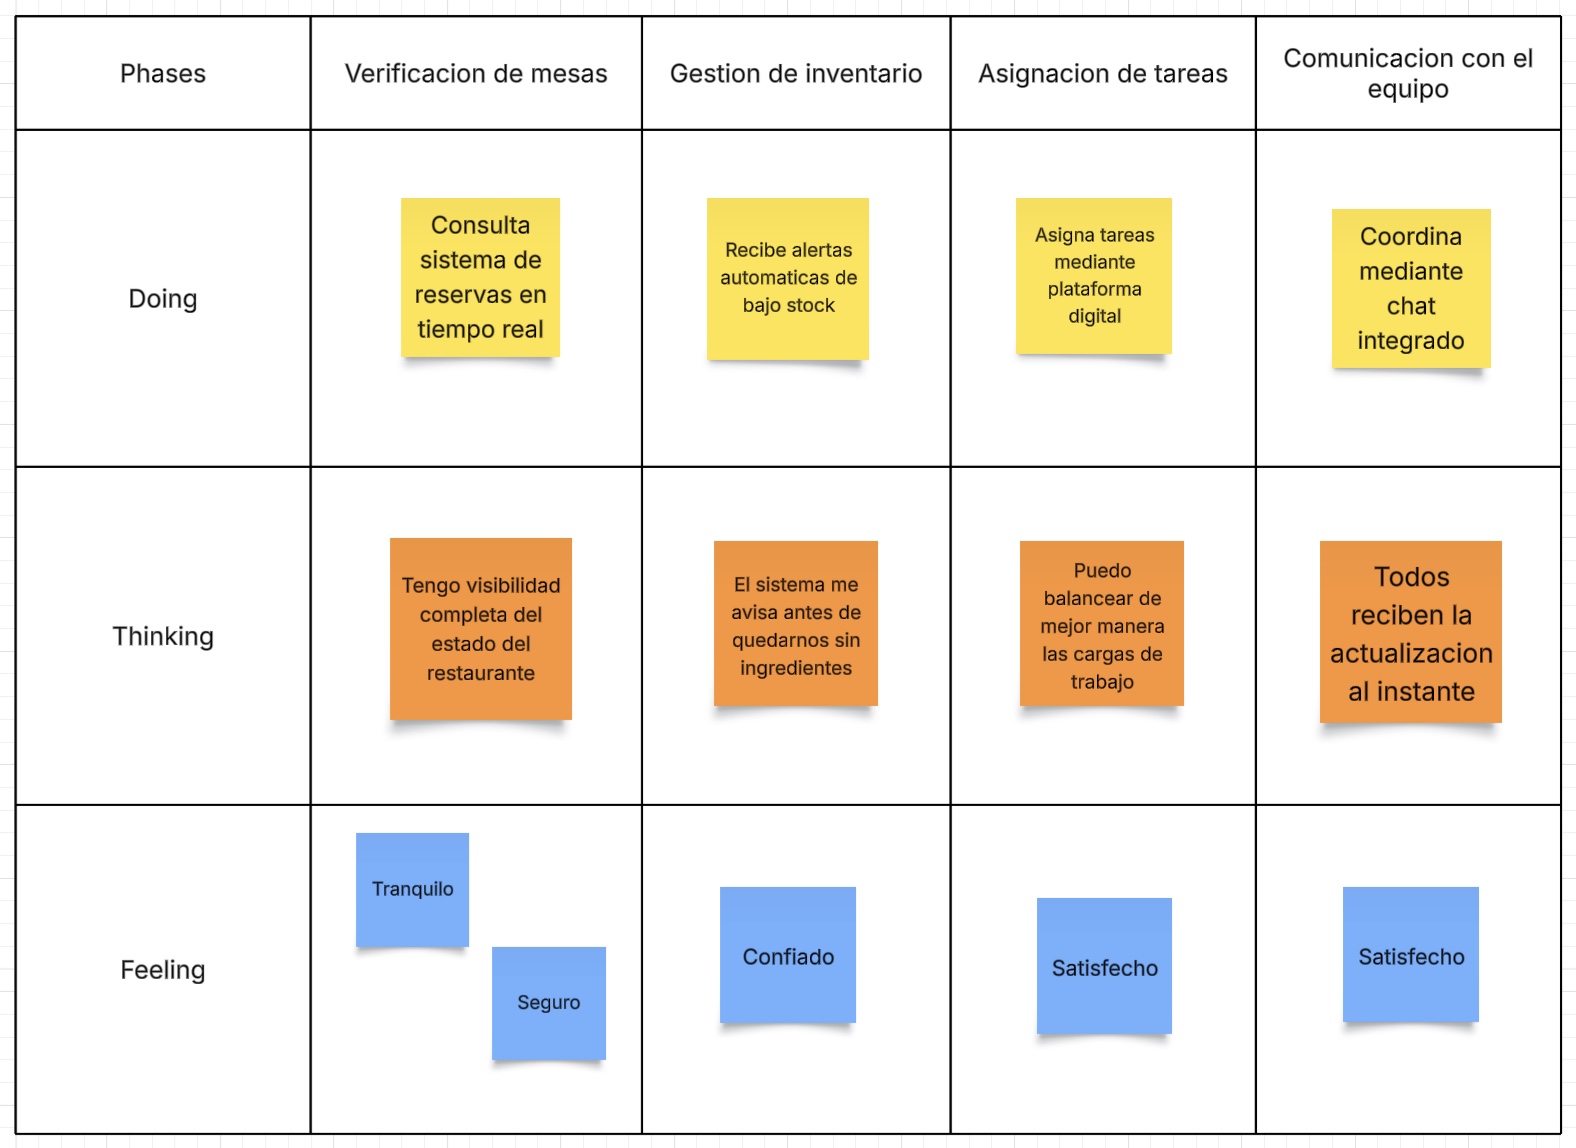 Phases
Verificacion de mesas
Gestion de inventario
Asignacion de tareas
Comunicacion con el
equipo
Doing
Consulta
sistema de
reservas en
tiempo real
Recibe alertas
automaticas de
bajo stock
Asigna tareas
mediante
plataforma
digital
Coordina
mediante
chat
integrado
Thinking
Tengo visibilidad
completa del
estado del
restaurante
El sistema me
avisa antes de
quedarnos sin
ingredientes
Puedo
balancear de
mejor manera
las cargas de
trabajo
Todos
reciben la
actualizacion
al instante
Feeling
Tranquilo
Seguro
Confiado
Satisfecho
Satisfecho